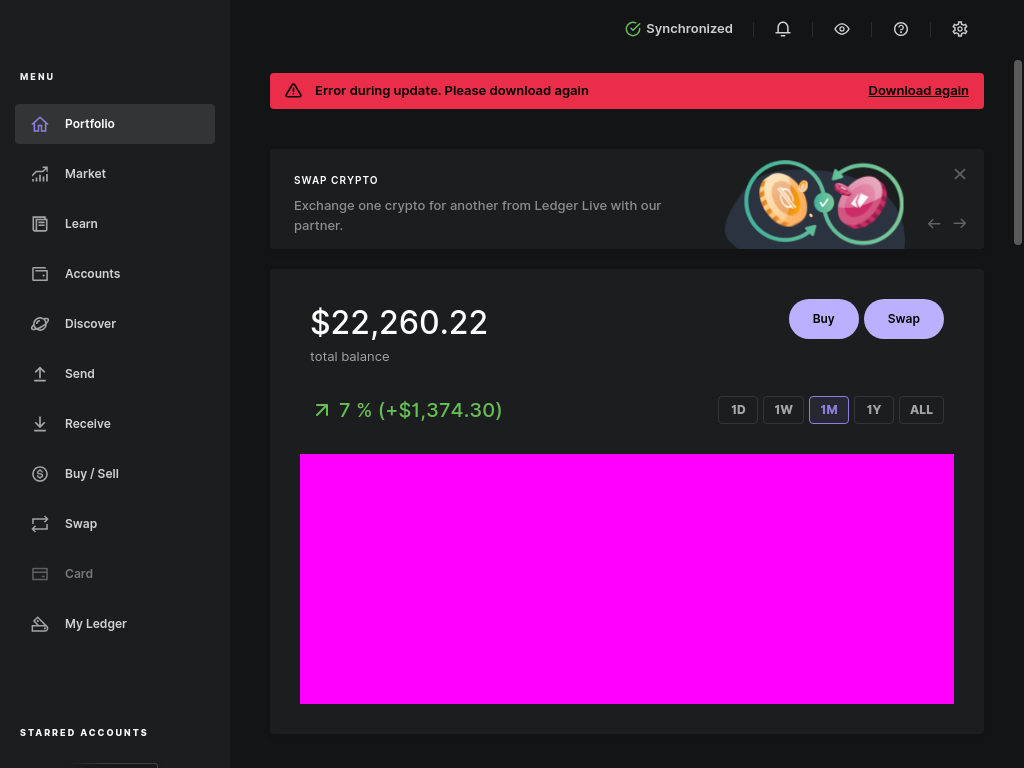 Synchronized
MENU
Portfolio
Market
Learn
Accounts
Discover
Send
Receive
Buy / Sell
Swap
Card
My Ledger
STARRED ACCOUNTS
Error during update. Please download again
Download again
SWAP CRYPTO
Exchange one crypto for another from Ledger Live with our
partner.
$22,260.22
total balance
Buy
Swap
7 % (+$1,374.30)
1D
1W
1M
1Y
ALL